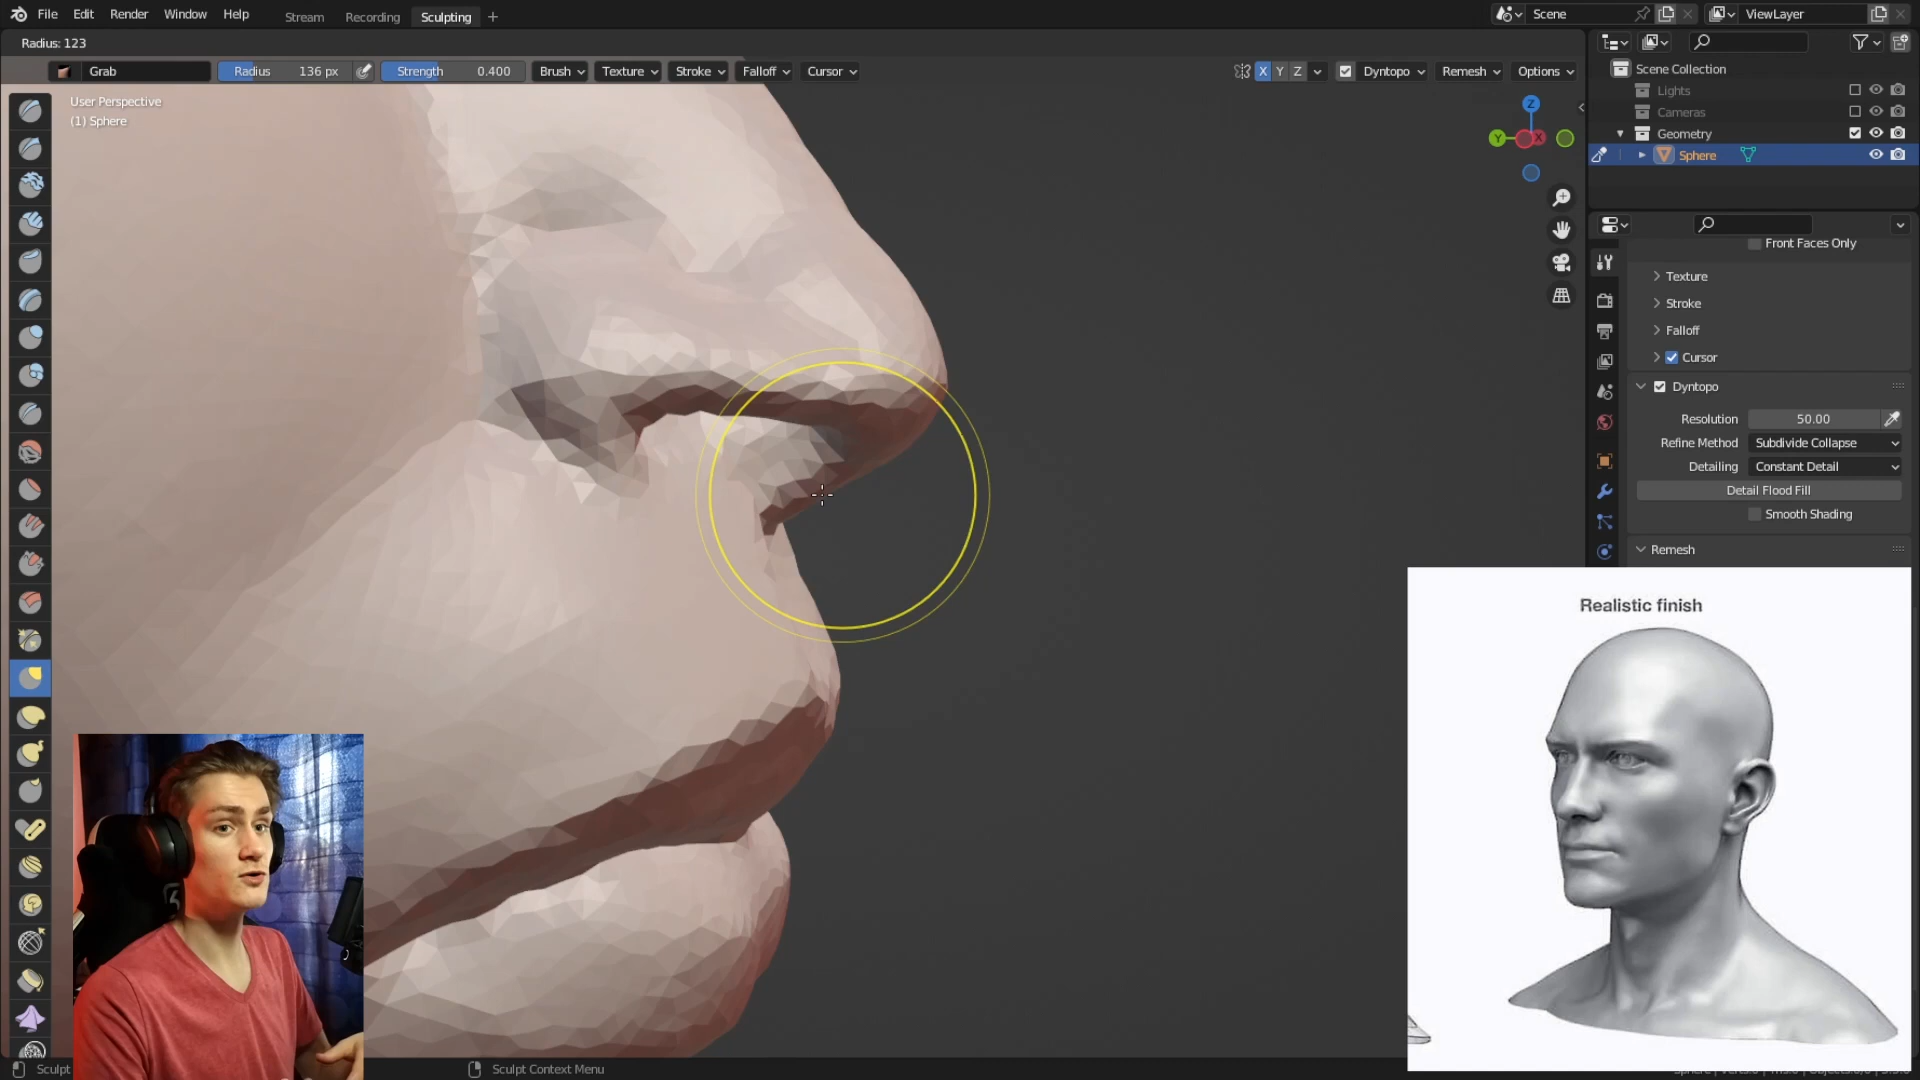 File Edit Render Window Help Stream Recording Sculpting Scene ViewLayer
Radius: 123
Grab Radius 136 px Strength 0.400 Brush Texture Stroke Falloff Cursor X Y Z Dyntopo Remesh Options
User Perspective
(1) Sphere
Z
Y X
Scene Collection
Lights
Cameras
Geometry
Sphere
Front Faces Only
Texture
Stroke
Falloff
Cursor
Dyntopo
Resolution 50.00
Refine Method Subdivide Collapse
Detailing Constant Detail
Detail Flood Fill
Smooth Shading
Remesh
Realistic finish
Sculpt Sculpt Context Menu